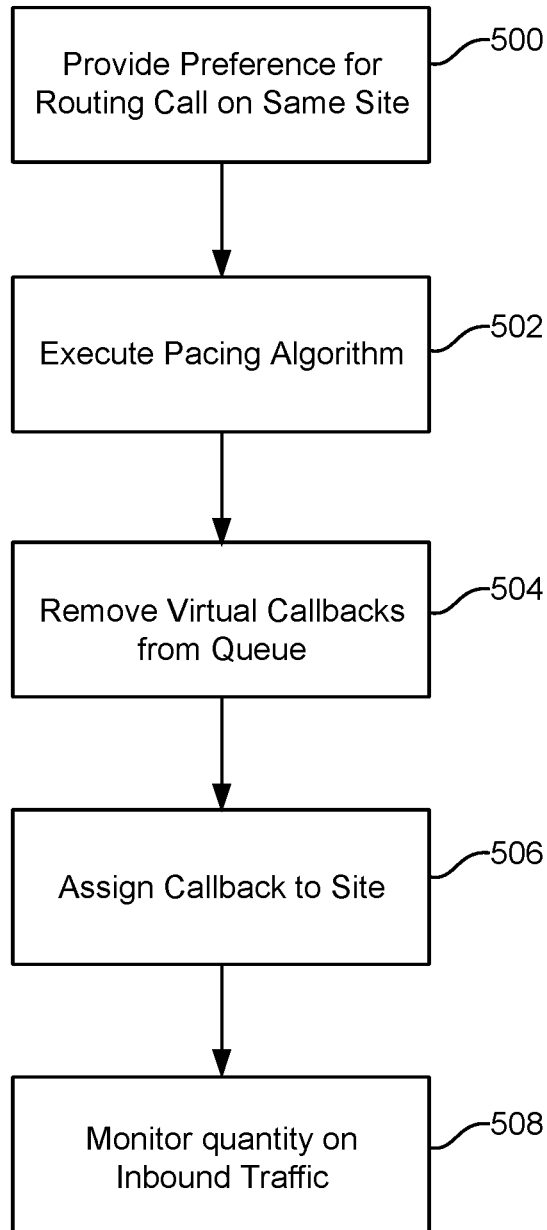 Provide Preference for
Routing Call on Same Site
500
Execute Pacing Algorithm
502
Remove Virtual Callbacks
from Queue
504
Assign Callback to Site
506
Monitor quantity on
Inbound Traffic
508